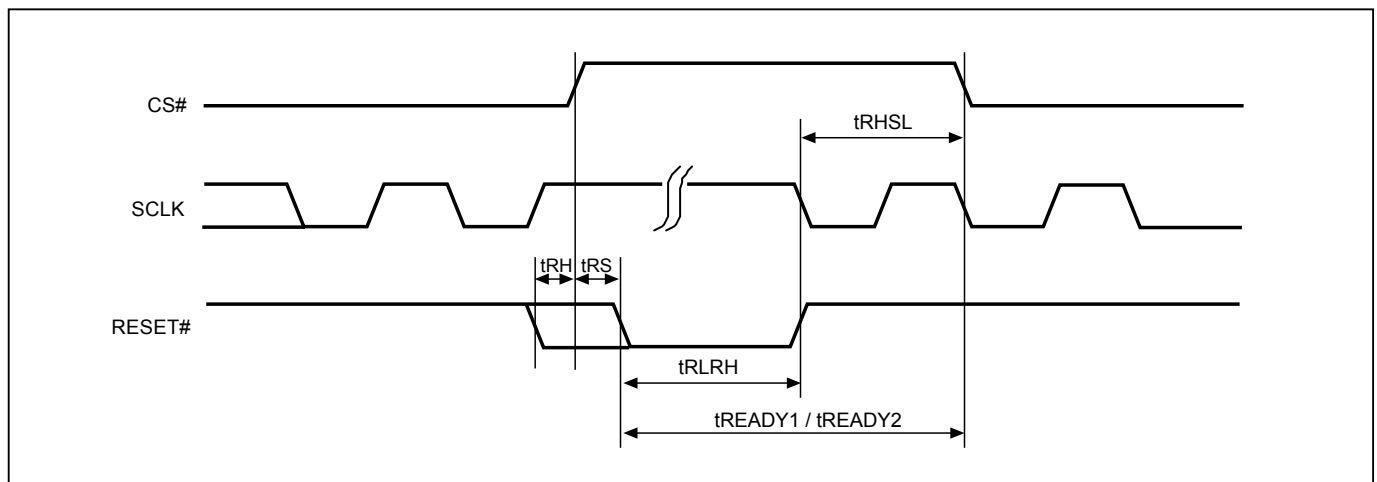 CS#
tRHSL
SCLK
tRH tRS
RESET#
tRLRH
tREADY1 / tREADY2